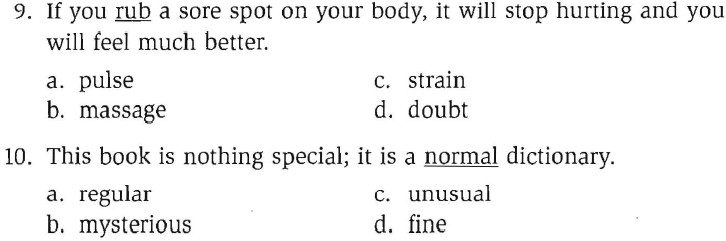 9. If you rub a sore spot on your body, it will stop hurting and you
will feel much better.
a. pulse c. strain
b. massage d. doubt
10. This book is nothing special; it is a normal dictionary.
a. regular c. unusual
b. mysterious d. fine